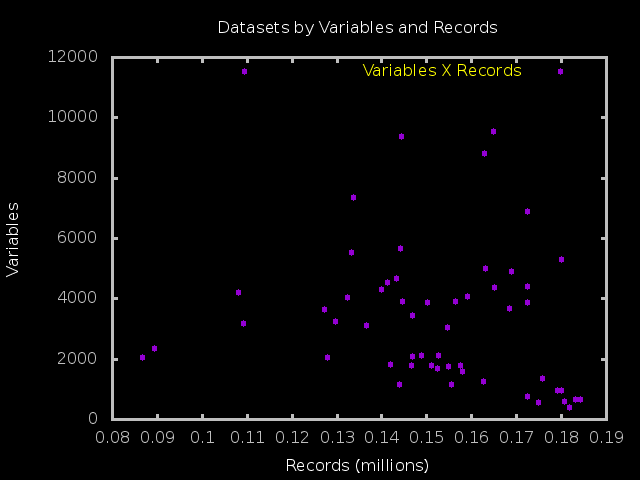 Datasets by Variables and Records
12000
Variables X Records
10000
8000
6000
4000
2000
0
Variables
0.08 0.09 0.1 0.11 0.12 0.13 0.14 0.15 0.16 0.17 0.18 0.19
Records (millions)